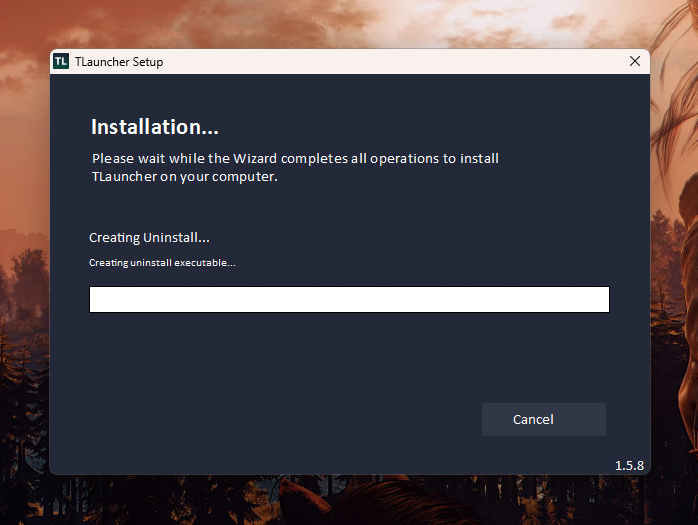 TL TLauncher Setup
Installation...
Please wait while the Wizard completes all operations to install
TLauncher on your computer.
Creating Uninstall...
Creating uninstall executable...
Cancel
1.5.8